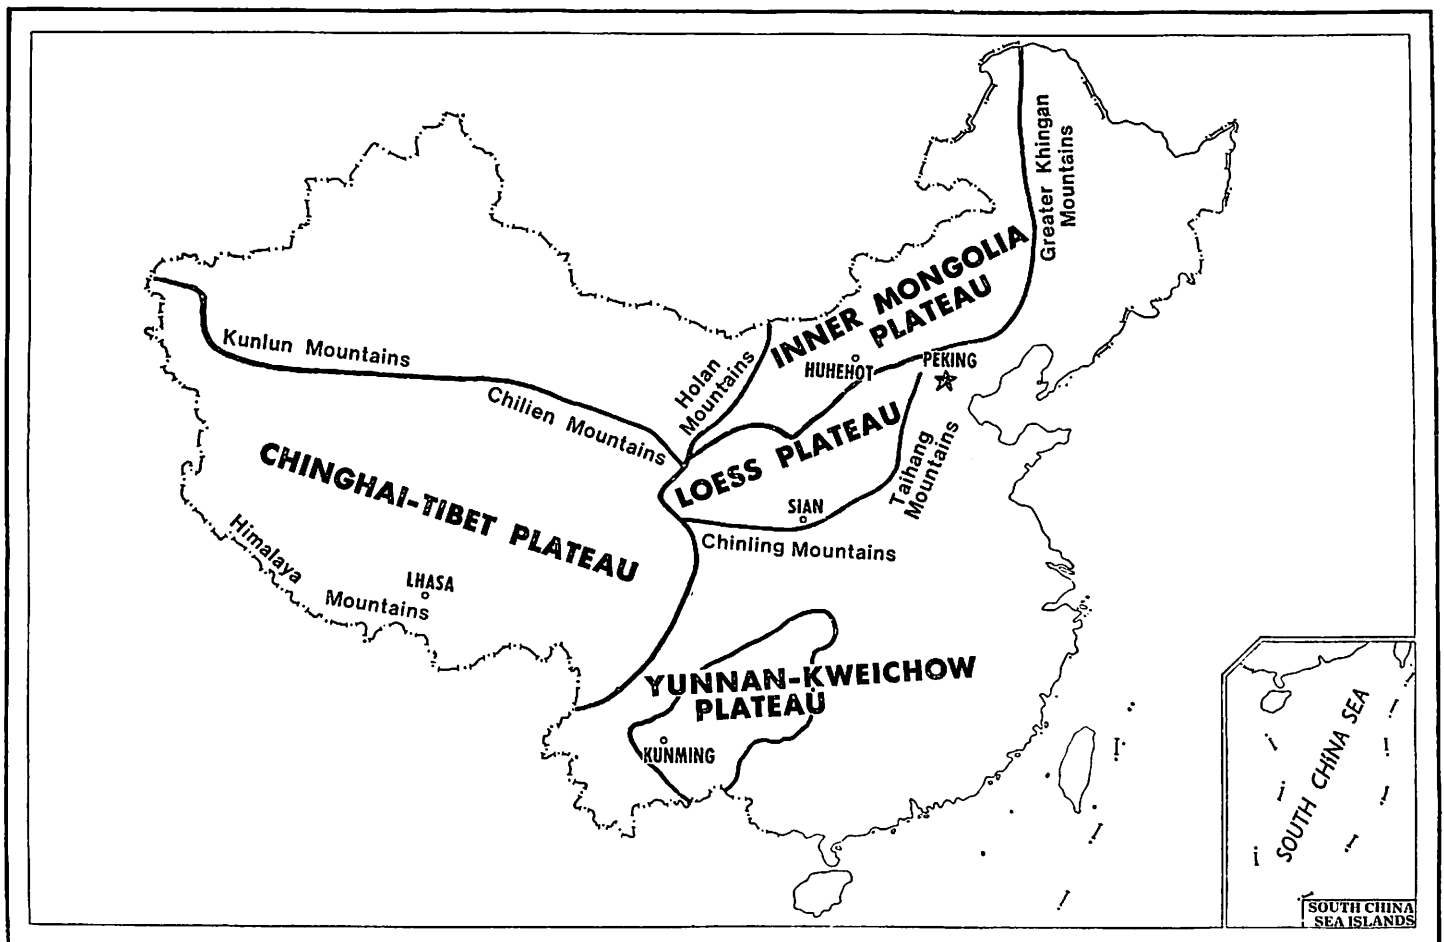 Greater Khingan
Mountains
INNER MONGOLIA
PLATEAU
Kunlun Mountains
HUHEHOT
PEKING
Holan
Mountains
Chilien Mountains
LOESS PLATEAU
Taihang
Mountains
CHINGHAI-TIBET PLATEAU
SIAN
Chinling Mountains
Himalaya
Mountains
LHASA
YUNNAN-KWEICHOW
PLATEAU
KUNMING
SOUTH CHINA SEA
SOUTH CHINA
SEA ISLANDS